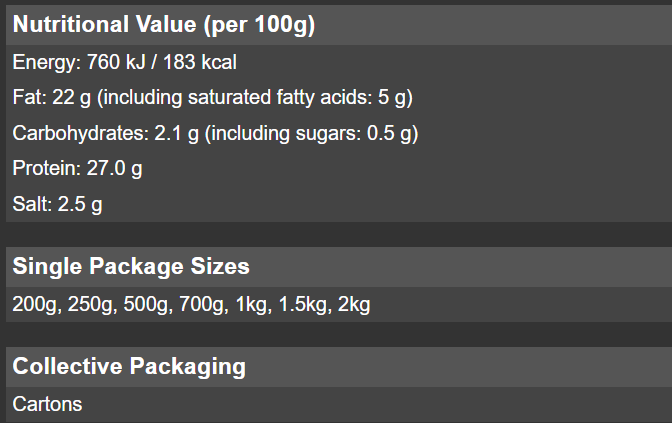 Nutritional Value (per 100g)
Energy: 760 kJ / 183 kcal
Fat: 22 g (including saturated fatty acids: 5 g)
Carbohydrates: 2.1 g (including sugars: 0.5 g)
Protein: 27.0 g
Salt: 2.5 g
Single Package Sizes
200g, 250g, 500g, 700g, 1kg, 1.5kg, 2kg
Collective Packaging
Cartons